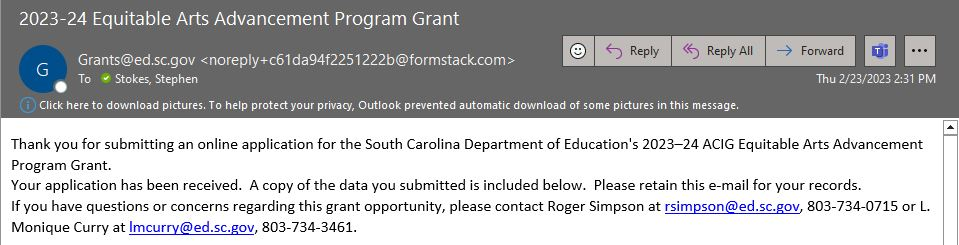 2023-24 Equitable Arts Advancement Program Grant
G
Grants@ed.sc.gov <noreply+c61da94f2251222b@formstack.com>
To Stokes, Stephen
Reply
Reply All
Forward
Thu 2/23/2023 2:31 PM
Click here to download pictures. To help protect your privacy, Outlook prevented automatic download of some pictures in this message.
Thank you for submitting an online application for the South Carolina Department of Education's 2023–24 ACIG Equitable Arts Advancement
Program Grant.
Your application has been received.  A copy of the data you submitted is included below.  Please retain this e-mail for your records.
If you have questions or concerns regarding this grant opportunity, please contact Roger Simpson at rsimpson@ed.sc.gov, 803-734-0715 or L.
Monique Curry at lmcurry@ed.sc.gov, 803-734-3461.